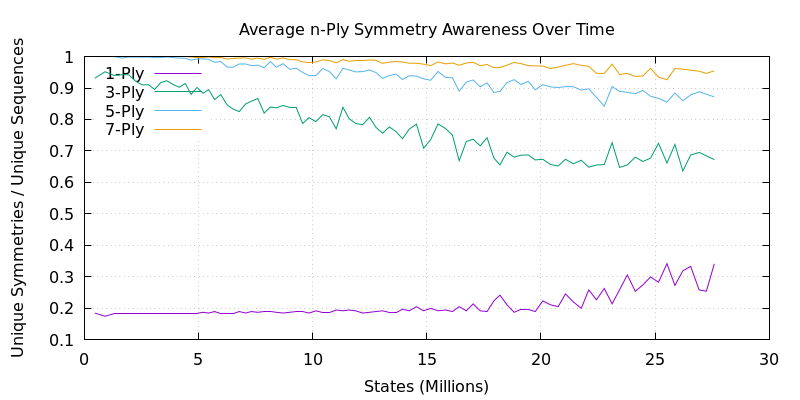 Average n-Ply Symmetry Awareness Over Time
Unique Symmetries / Unique Sequences
1
0.9
0.8
0.7
0.6
0.5
0.4
0.3
0.2
0.1
1-Ply
3-Ply
5-Ply
7-Ply
0 5 10 15 20 25 30
States (Millions)